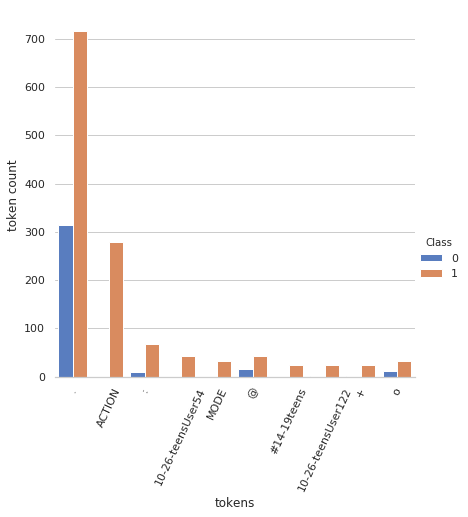 700
600
500
400
300
200
100
0
token count
.
ACTION
:
10-26-teensUser54
MODE
@
#14-19teens
10-26-teensUser122
+
o
tokens
Class
0
1